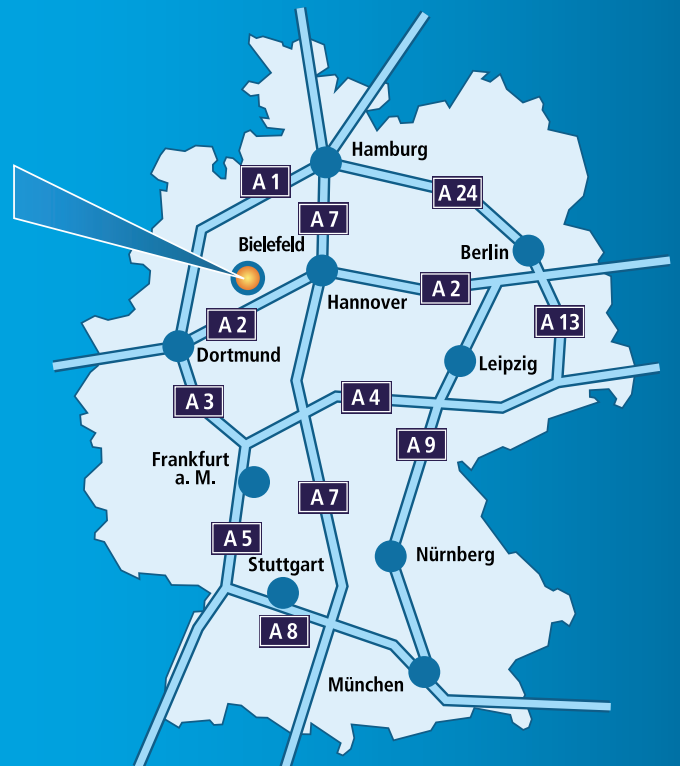 Hamburg
A 1
A 24
A 7
Bielefeld
Berlin
Hannover
A 2
A 2
A 13
Dortmund
Leipzig
A 3
A 4
A 9
Frankfurt
a. M.
A 7
A 5
Nürnberg
Stuttgart
A 8
München